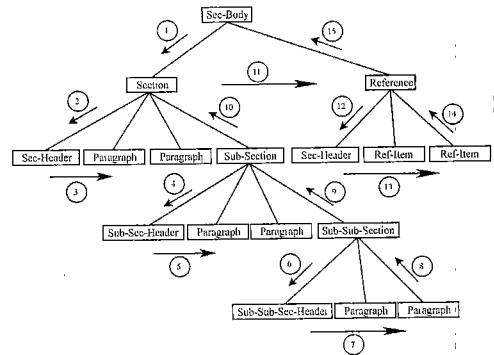 Sec-Body
1 15
Section 11 Reference
2 10 12 14
Sec-Header Paragraph Paragraph Sub-Section Sec-Header Ref-Item Ref-Item
3 4 9 13
Sub-Sec-Header Paragraph Paragraph Sub-Sub-Section
5 6 8
Sub-Sub-Sec-Header Paragraph Paragraph
7